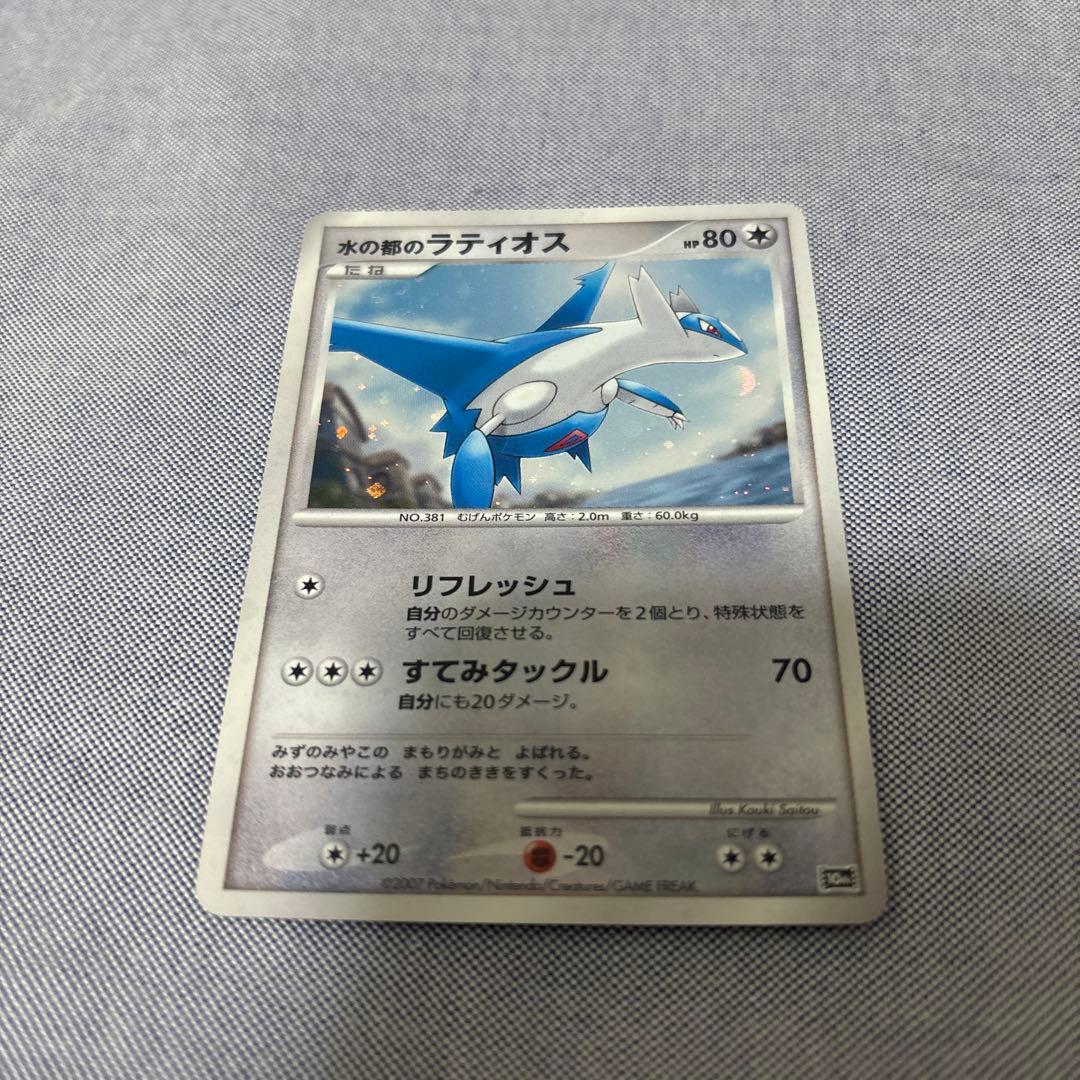 水の都のラティオス HP80
たね
NO.381 むげんポケモン 高さ：2.0m 重さ：60.0kg
リフレッシュ
自分のダメージカウンターを2個とり、特殊状態を
すべて回復させる。
すてみタックル 70
自分にも20ダメージ。
みずのみやこの まもりがみと よばれる。
おおつなみによる まちのききをすくった。
Illus.Kouki Saitou
弱点 抵抗力 にげる
+20 -20
©2007 Pokémon/Nintendo/Creatures/GAME FREAK.